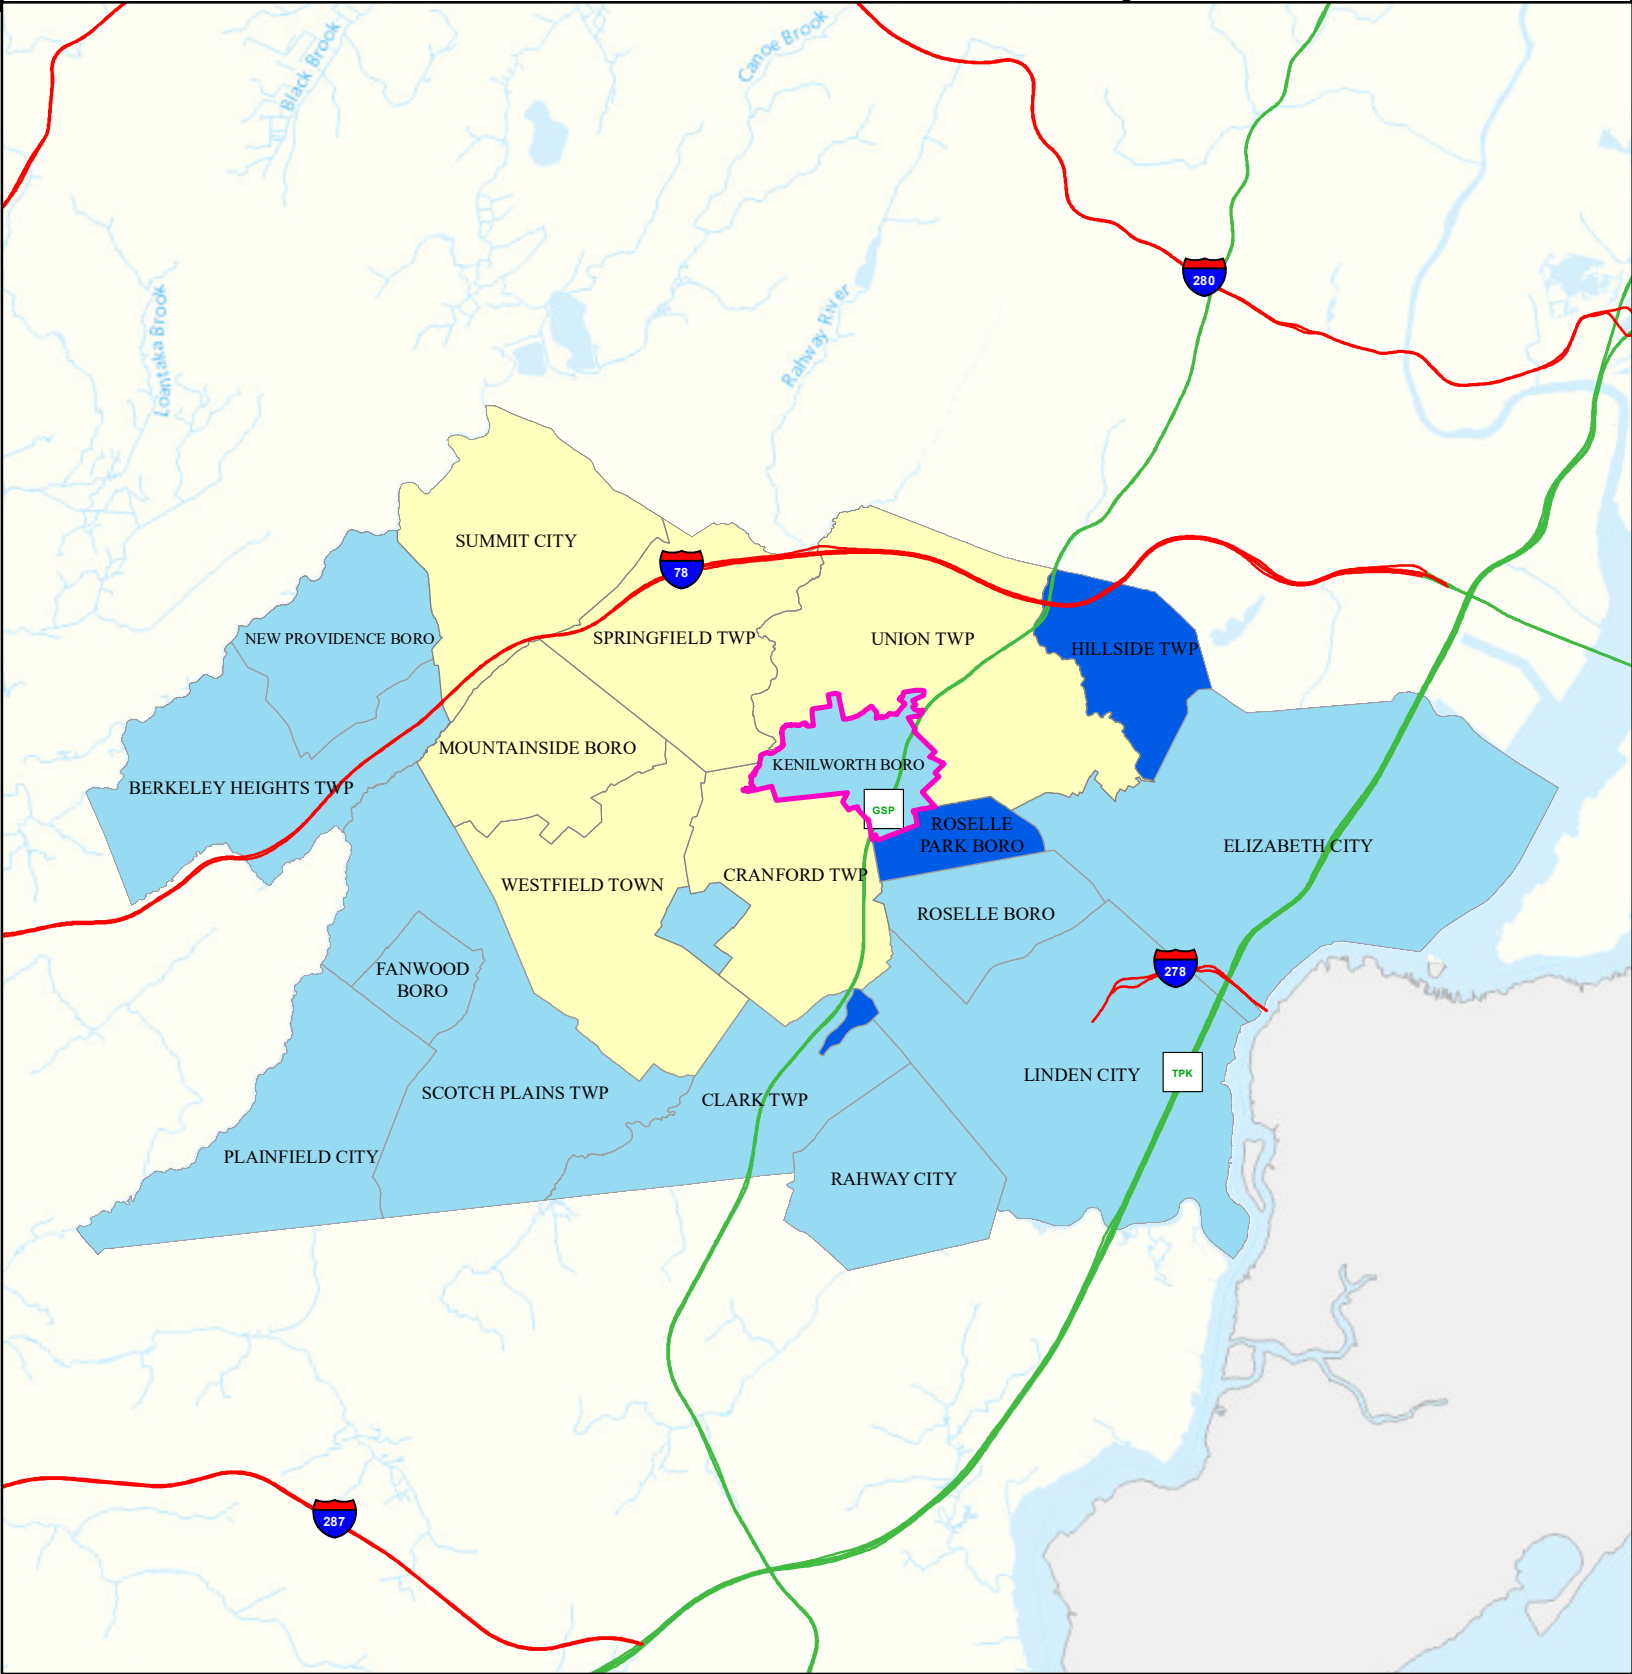 Black Brook
Canoe Brook
280
Loantaka Brook
Rahway River
SUMMIT CITY
78
NEW PROVIDENCE BORO
SPRINGFIELD TWP
UNION TWP
HILLSIDE TWP
MOUNTAINSIDE BORO
KENILWORTH BORO
BERKELEY HEIGHTS TWP
GSP
ROSELLE
PARK BORO
ELIZABETH CITY
CRANFORD TWP
WESTFIELD TOWN
ROSELLE BORO
FANWOOD
BORO
278
LINDEN CITY
TPK
SCOTCH PLAINS TWP
CLARK TWP
PLAINFIELD CITY
RAHWAY CITY
287